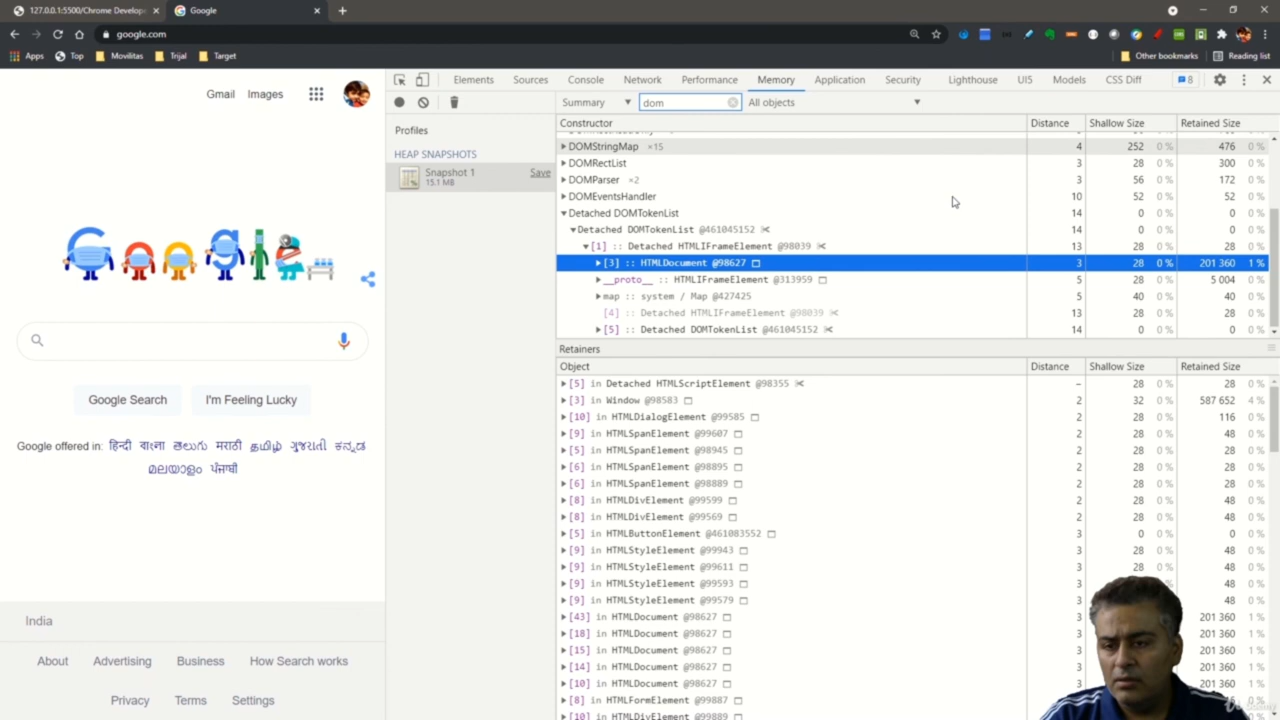 127.0.0.1:5500/Chrome Develop × Google × +
google.com
Apps Top Movilitas Trijal Target Other bookmarks Reading list
Elements Sources Console Network Performance Memory Application Security Lighthouse UI5 Models CSS Diff 8
Gmail Images
Summary dom All objects
Profiles
HEAP SNAPSHOTS
Snapshot 1 Save
15.1 MB
Constructor Distance Shallow Size Retained Size
DOMStringMap ×15 4 252 0 % 476 0 %
DOMRectList 3 28 0 % 300 0 %
DOMParser ×2 3 56 0 % 172 0 %
DOMEventsHandler 10 52 0 % 52 0 %
Detached DOMTokenList 14 0 0 % 0 0 %
Detached DOMTokenList @461045152 14 0 0 % 0 0 %
[1] :: Detached HTMLIFrameElement @98039 13 28 0 % 28 0 %
[3] :: HTMLDocument @98627 3 28 0 % 201 360 1 %
__proto__ :: HTMLIFrameElement @313959 5 28 0 % 5 004 0 %
map :: system / Map @427425 5 40 0 % 40 0 %
[4] :: Detached HTMLIFrameElement @98039 13 28 0 % 28 0 %
[5] :: Detached DOMTokenList @461045152 14 0 0 % 0 0 %
Retainers
Object Distance Shallow Size Retained Size
[5] in Detached HTMLScriptElement @98355 – 28 0 % 28 0 %
[3] in Window @98583 2 32 0 % 587 652 4 %
[10] in HTMLDialogElement @99585 2 28 0 % 116 0 %
[9] in HTMLSpanElement @99607 2 28 0 % 48 0 %
[5] in HTMLSpanElement @98945 2 28 0 % 28 0 %
[6] in HTMLSpanElement @98895 2 28 0 % 28 0 %
[6] in HTMLSpanElement @98889 2 28 0 % 28 0 %
[8] in HTMLDivElement @99599 2 28 0 % 48 0 %
[8] in HTMLDivElement @99569 2 28 0 % 48 0 %
[5] in HTMLButtonElement @461083552 3 0 0 % 0 0 %
[9] in HTMLStyleElement @99943 3 28 0 % 48 0 %
[9] in HTMLStyleElement @99611 3 28 0 % 48 0 %
[9] in HTMLStyleElement @99593 3 48 0 %
[9] in HTMLStyleElement @99579 3 48 0 %
[43] in HTMLDocument @98627 3 201 360 1 %
[18] in HTMLDocument @98627 3 201 360 1 %
[15] in HTMLDocument @98627 3 201 360 1 %
[14] in HTMLDocument @98627 3 201 360 1 %
[10] in HTMLDocument @98627 3 201 360 1 %
[8] in HTMLFormElement @99887 3 0 %
[10] in HTMLDivElement @99889 3 0 %
Google Search I'm Feeling Lucky
Google offered in: हिन्दी বাংলা తెలుగు मराठी தமிழ் ગુજરાતી ಕನ್ನಡ
മലയാളം ਪੰਜਾਬੀ
India
About Advertising Business How Search works
Privacy Terms Settings